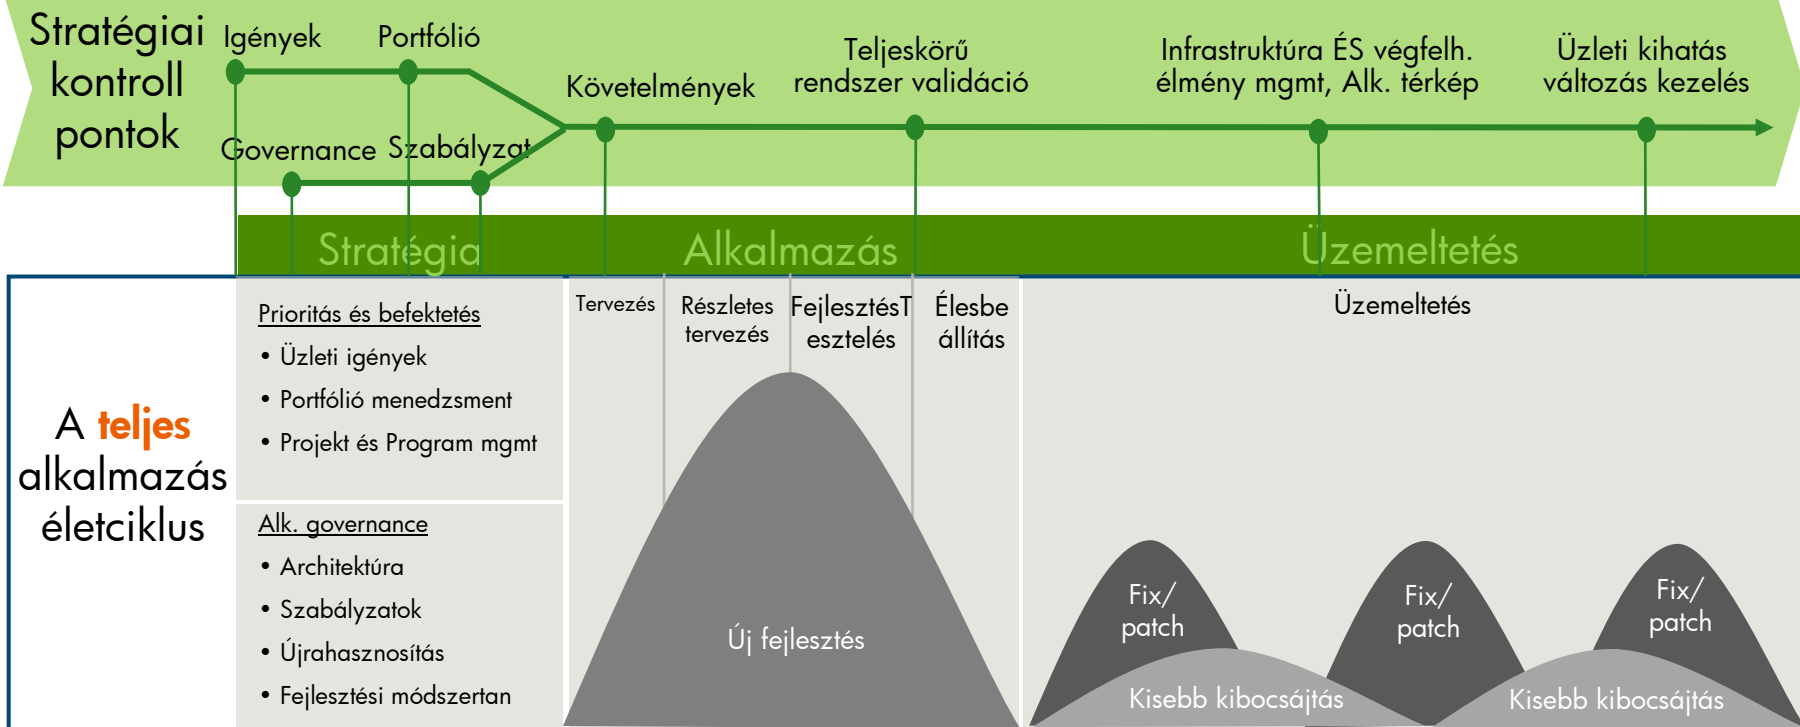 Stratégiai
kontroll
pontok
Igények
Portfólió
Governance
Szabályzat
Követelmények
Teljeskörű
rendszer validáció
Infrastruktúra ÉS végfelh.
élmény mgmt, Alk. térkép
Üzleti kihatás
változás kezelés
Stratégia
Alkalmazás
Üzemeltetés
A teljes
alkalmazás
életciklus
Prioritás és befektetés
• Üzleti igények
• Portfólió menedzsment
• Projekt és Program mgmt
Alk. governance
• Architektúra
• Szabályzatok
• Újrahasznosítás
• Fejlesztési módszertan
Tervezés
Részletes
tervezés
FejlesztésT
esztelés
Élesbe
állítás
Üzemeltetés
Új fejlesztés
Fix/
patch
Fix/
patch
Fix/
patch
Kisebb kibocsájtás
Kisebb kibocsájtás